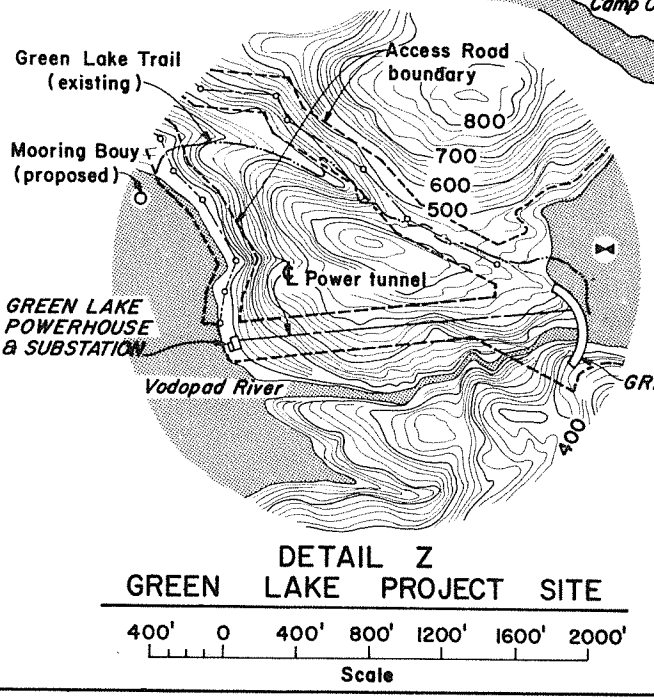 Camp
Green Lake Trail
(existing)
Access Road
boundary
Mooring Bouy
(proposed)
800
700
600
500
℄ Power tunnel
GREEN LAKE
POWERHOUSE
& SUBSTATION
Vodopad River
GR
400
DETAIL Z
GREEN LAKE PROJECT SITE
400' 0 400' 800' 1200' 1600' 2000'
Scale